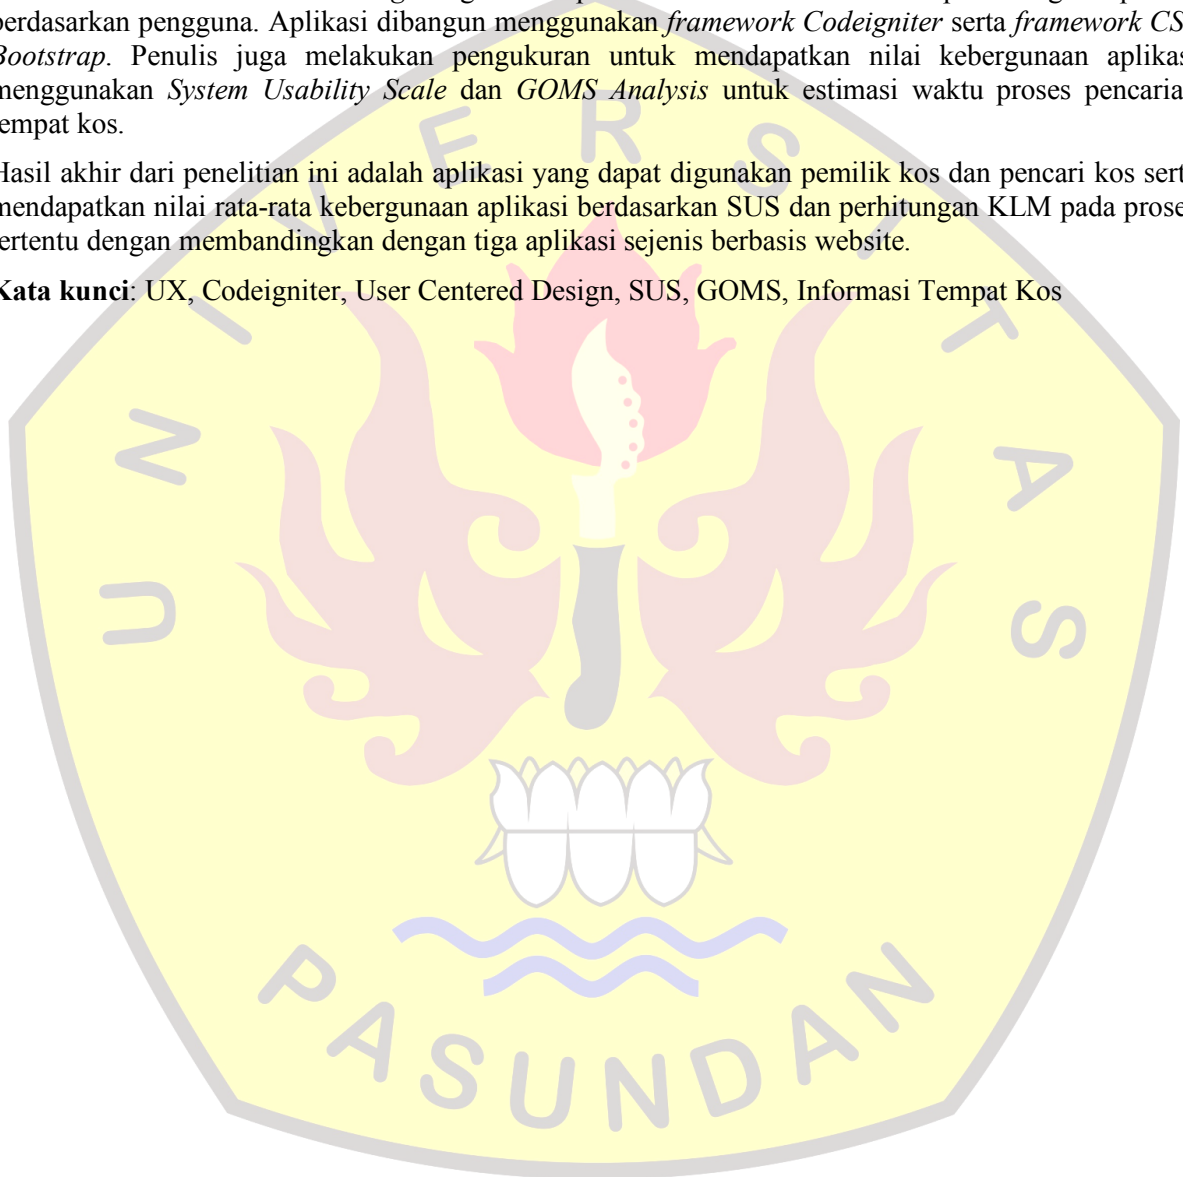 berdasarkan pengguna. Aplikasi dibangun menggunakan framework Codeigniter serta framework CS
Bootstrap. Penulis juga melakukan pengukuran untuk mendapatkan nilai kebergunaan aplikas
menggunakan System Usability Scale dan GOMS Analysis untuk estimasi waktu proses pencaria
tempat kos.
Hasil akhir dari penelitian ini adalah aplikasi yang dapat digunakan pemilik kos dan pencari kos sert
mendapatkan nilai rata-rata kebergunaan aplikasi berdasarkan SUS dan perhitungan KLM pada prose
tertentu dengan membandingkan dengan tiga aplikasi sejenis berbasis website.
Kata kunci: UX, Codeigniter, User Centered Design, SUS, GOMS, Informasi Tempat Kos
UNIVERSITAS
PASUNDAN